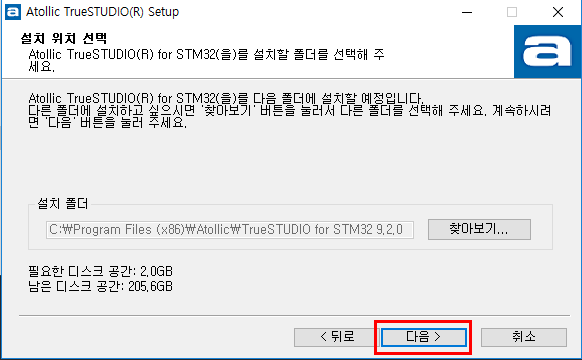 Atollic TrueSTUDIO(R) Setup
설치 위치 선택
Atollic TrueSTUDIO(R) for STM32(을)를 설치할 폴더를 선택해 주
세요.
a
Atollic TrueSTUDIO(R) for STM32(을)를 다음 폴더에 설치할 예정입니다.
다른 폴더에 설치하고 싶으시면 '찾아보기' 버튼을 눌러서 다른 폴더를 선택해 주세요. 계속하시려
면 '다음' 버튼을 눌러 주세요.
설치 폴더
C:₩Program Files (x86)₩Atollic₩TrueSTUDIO for STM32 9.2.0
찾아보기...
필요한 디스크 공간: 2.0GB
남은 디스크 공간: 205.6GB
< 뒤로
다음 >
취소